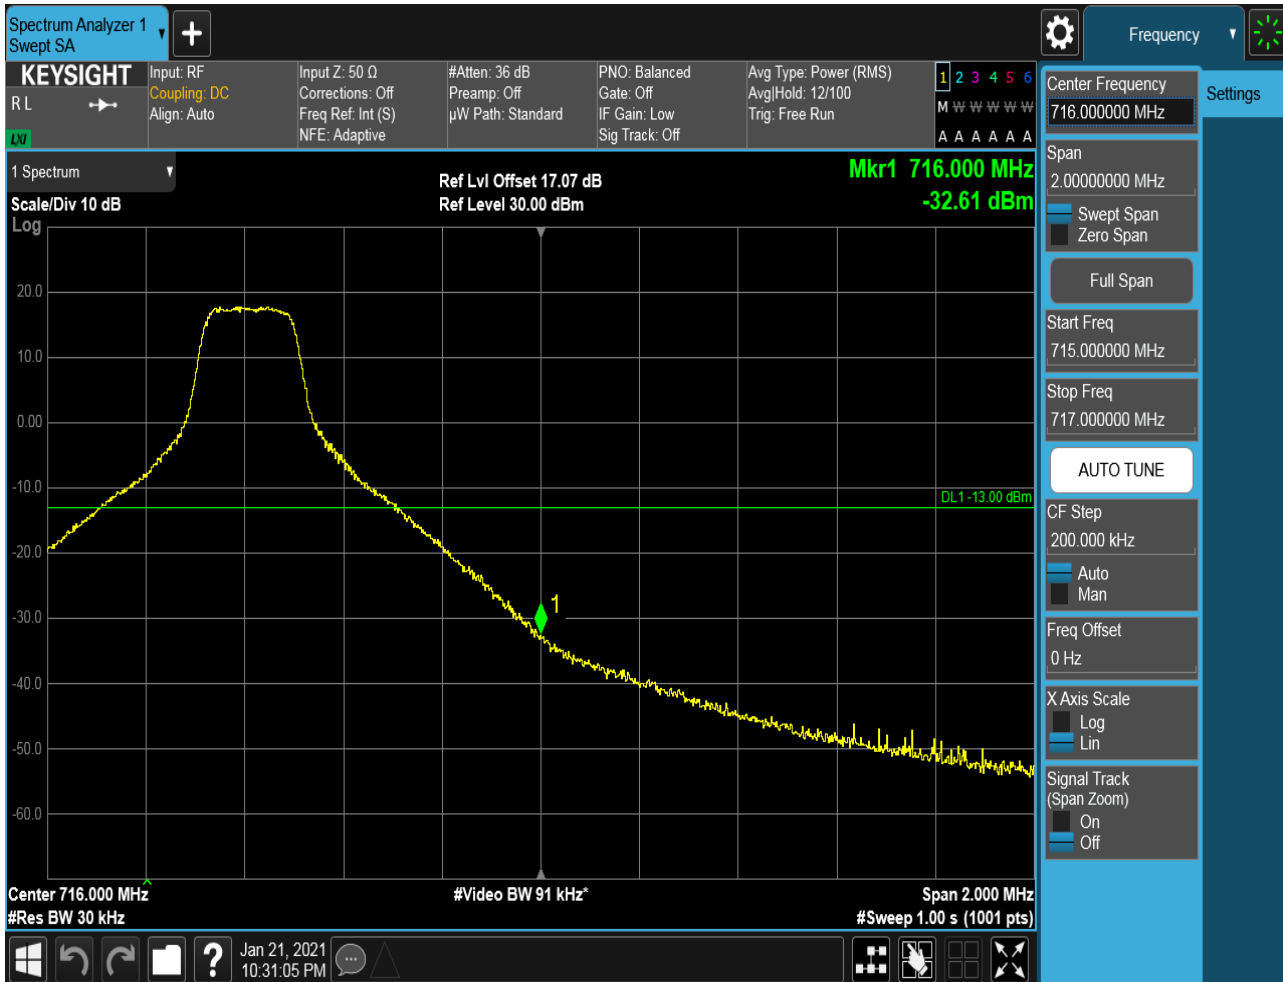 Spectrum Analyzer 1
Swept SA
+
Frequency
KEYSIGHT
R L
LXI
Input: RF
Coupling: DC
Align: Auto
Input Z: 50 Ω
Corrections: Off
Freq Ref: Int (S)
NFE: Adaptive
#Atten: 36 dB
Preamp: Off
µW Path: Standard
PNO: Balanced
Gate: Off
IF Gain: Low
Sig Track: Off
Avg Type: Power (RMS)
Avg|Hold: 12/100
Trig: Free Run
1 2 3 4 5 6
M W W W W W
A A A A A A
1 Spectrum
Scale/Div 10 dB
Log
Ref Lvl Offset 17.07 dB
Ref Level 30.00 dBm
Mkr1 716.000 MHz
-32.61 dBm
20.0
10.0
0.00
-10.0
DL1 -13.00 dBm
-20.0
1
-30.0
-40.0
-50.0
-60.0
Center 716.000 MHz
#Res BW 30 kHz
#Video BW 91 kHz*
Span 2.000 MHz
#Sweep 1.00 s (1001 pts)
Center Frequency
716.000000 MHz
Settings
Span
2.00000000 MHz
Swept Span
Zero Span
Full Span
Start Freq
715.000000 MHz
Stop Freq
717.000000 MHz
AUTO TUNE
CF Step
200.000 kHz
Auto
Man
Freq Offset
0 Hz
X Axis Scale
Log
Lin
Signal Track
(Span Zoom)
On
Off
?
Jan 21, 2021
10:31:05 PM